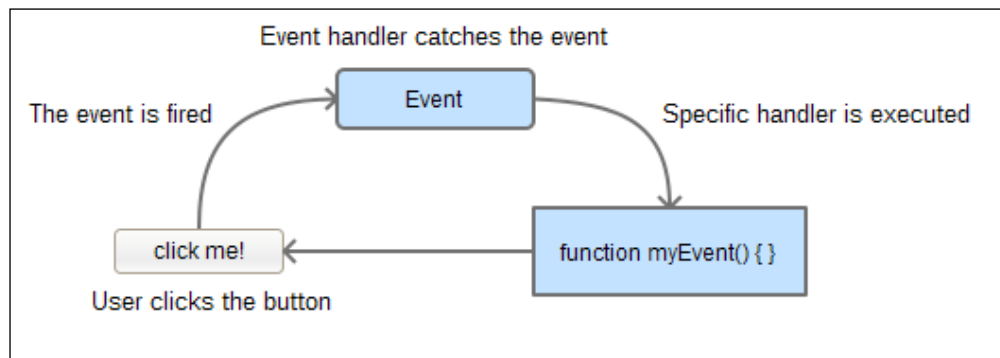 Event handler catches the event
Event
The event is fired
Specific handler is executed
click me!
function myEvent() { }
User clicks the button